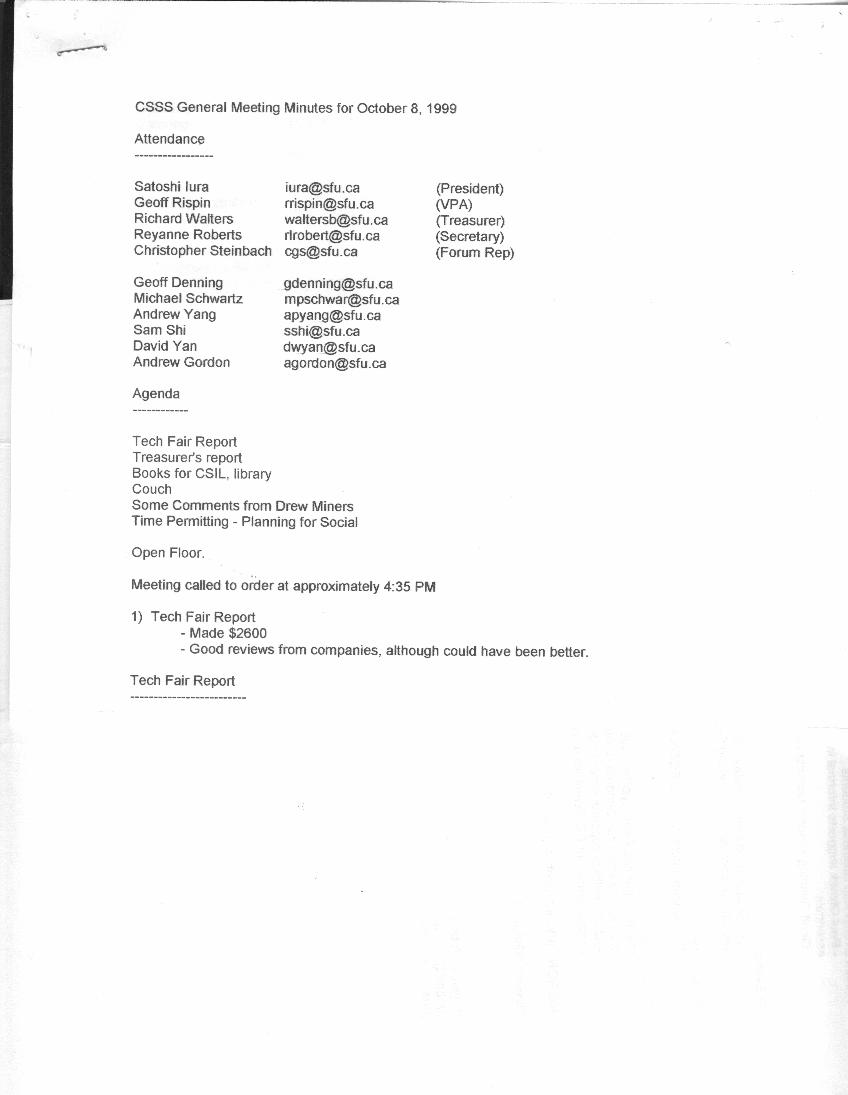 CSSS General Meeting Minutes for October 8, 1999
Attendance
-----------------
Satoshi Iura iura@sfu.ca (President)
Geoff Rispin rrispin@sfu.ca (VPA)
Richard Walters waltersb@sfu.ca (Treasurer)
Reyanne Roberts rlrobert@sfu.ca (Secretary)
Christopher Steinbach cgs@sfu.ca (Forum Rep)
Geoff Denning gdenning@sfu.ca
Michael Schwartz mpschwar@sfu.ca
Andrew Yang apyang@sfu.ca
Sam Shi sshi@sfu.ca
David Yan dwyan@sfu.ca
Andrew Gordon agordon@sfu.ca
Agenda
------------
Tech Fair Report
Treasurer's report
Books for CSIL, library
Couch
Some Comments from Drew Miners
Time Permitting - Planning for Social
Open Floor.
Meeting called to order at approximately 4:35 PM
1) Tech Fair Report
- Made $2600
- Good reviews from companies, although could have been better.
Tech Fair Report
-------------------------